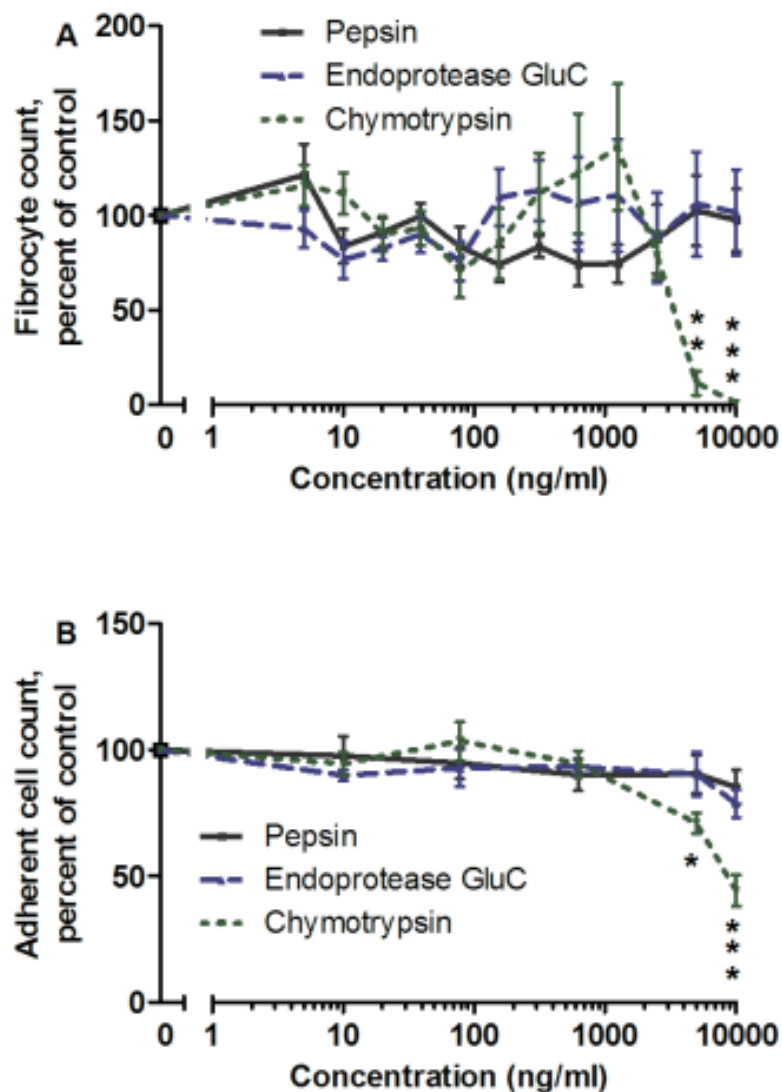 A
200
150
100
50
0
Fibrocyte count,
percent of control
Pepsin
Endoprotease GluC
Chymotrypsin
* *
* * *
0 1 10 100 1000 10000
Concentration (ng/ml)
B
150
100
50
0
Adherent cell count,
percent of control
Pepsin
Endoprotease GluC
Chymotrypsin
*
* * *
0 1 10 100 1000 10000
Concentration (ng/ml)